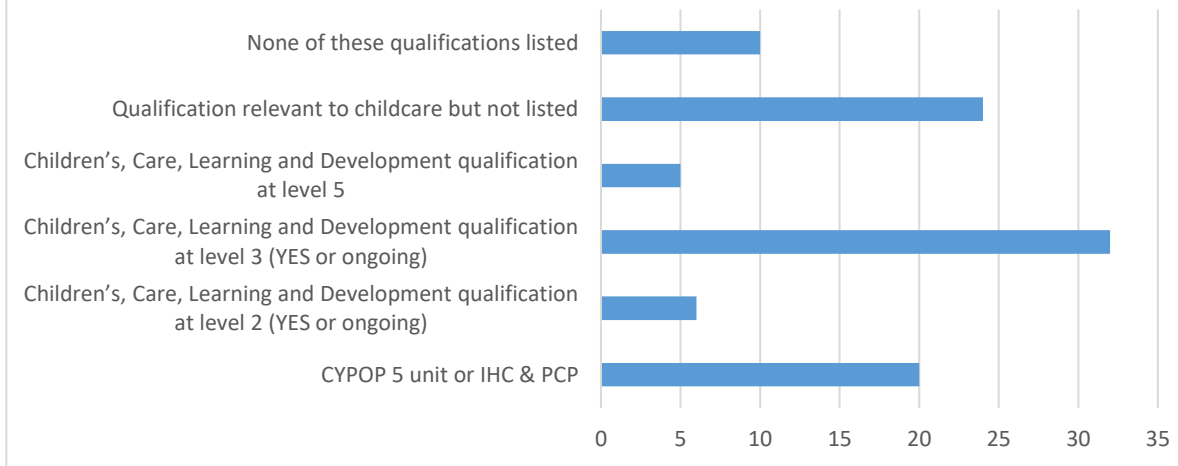 None of these qualifications listed
Qualification relevant to childcare but not listed
Children’s, Care, Learning and Development qualification
at level 5
Children’s, Care, Learning and Development qualification
at level 3 (YES or ongoing)
Children’s, Care, Learning and Development qualification
at level 2 (YES or ongoing)
CYPOP 5 unit or IHC & PCP
0 5 10 15 20 25 30 35